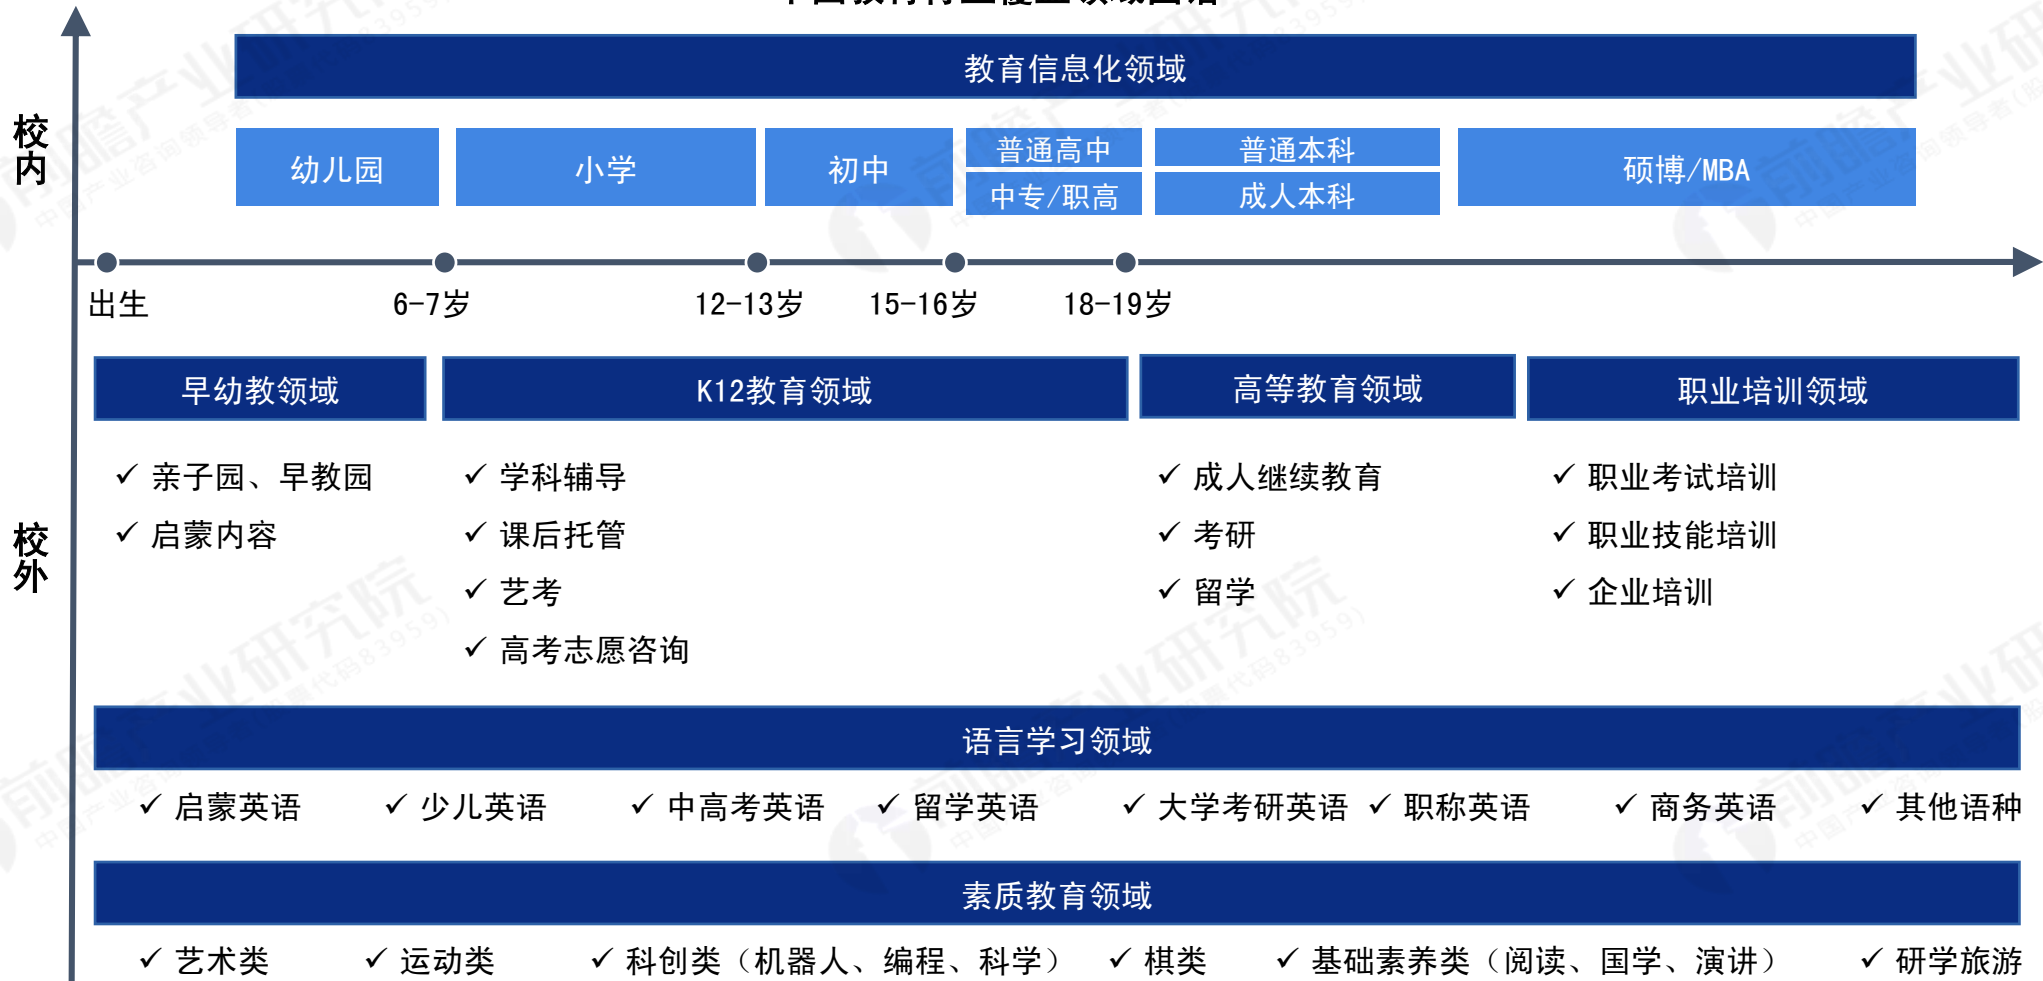 教育信息化领域
校内
幼儿园 小学 初中 普通高中 普通本科 硕博/MBA
中专/职高 成人本科
出生 6-7岁 12-13岁 15-16岁 18-19岁
早幼教领域 K12教育领域 高等教育领域 职业培训领域
✓ 亲子园、早教园 ✓ 学科辅导 ✓ 成人继续教育 ✓ 职业考试培训
校外
✓ 启蒙内容 ✓ 课后托管 ✓ 考研 ✓ 职业技能培训
✓ 艺考 ✓ 留学 ✓ 企业培训
✓ 高考志愿咨询
语言学习领域
✓ 启蒙英语 ✓ 少儿英语 ✓ 中高考英语 ✓ 留学英语 ✓ 大学考研英语 ✓ 职称英语 ✓ 商务英语 ✓ 其他语种
素质教育领域
✓ 艺术类 ✓ 运动类 ✓ 科创类（机器人、编程、科学） ✓ 棋类 ✓ 基础素养类（阅读、国学、演讲） ✓ 研学旅游
前瞻产业研究院